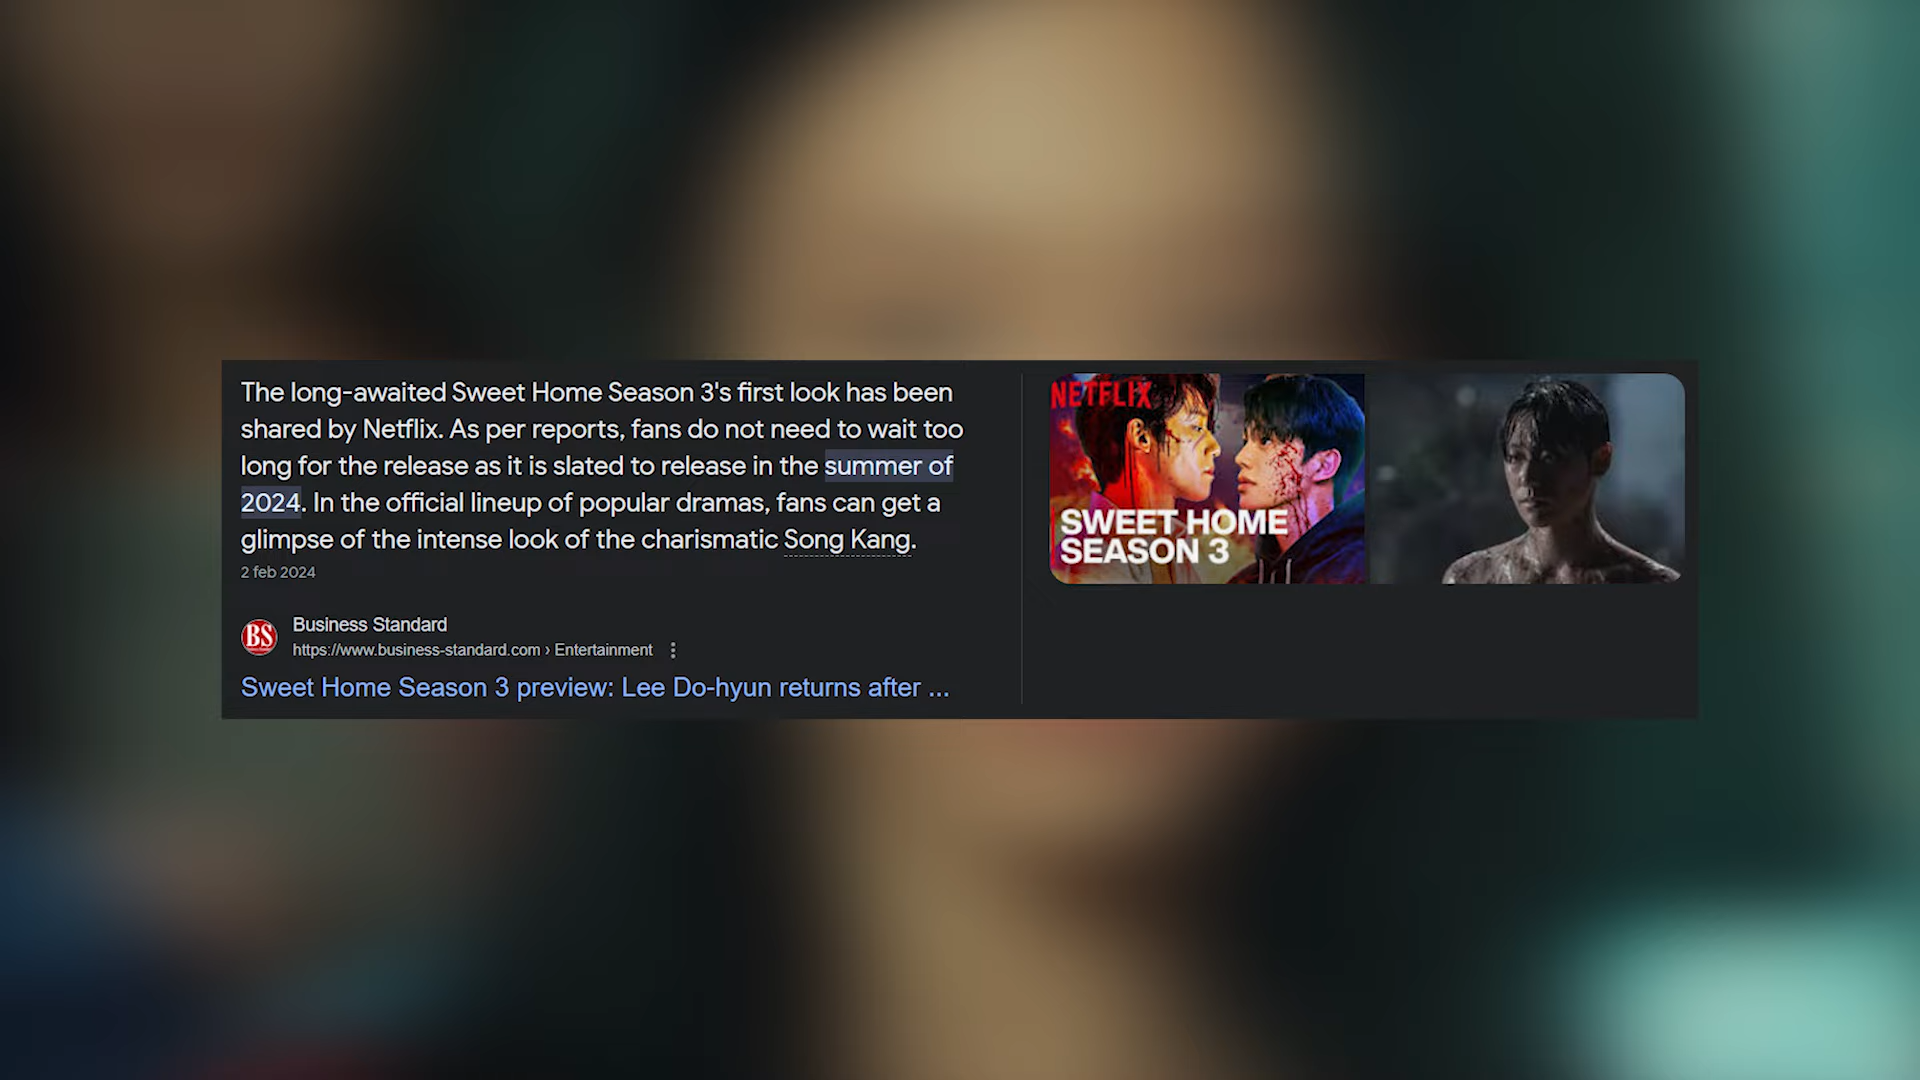 The long-awaited Sweet Home Season 3's first look has been
shared by Netflix. As per reports, fans do not need to wait too
long for the release as it is slated to release in the summer of
2024. In the official lineup of popular dramas, fans can get a
glimpse of the intense look of the charismatic Song Kang.
2 feb 2024
BS
Business Standard
https://www.business-standard.com › Entertainment
Sweet Home Season 3 preview: Lee Do-hyun returns after ...
NETFLIX
SWEET HOME
SEASON 3